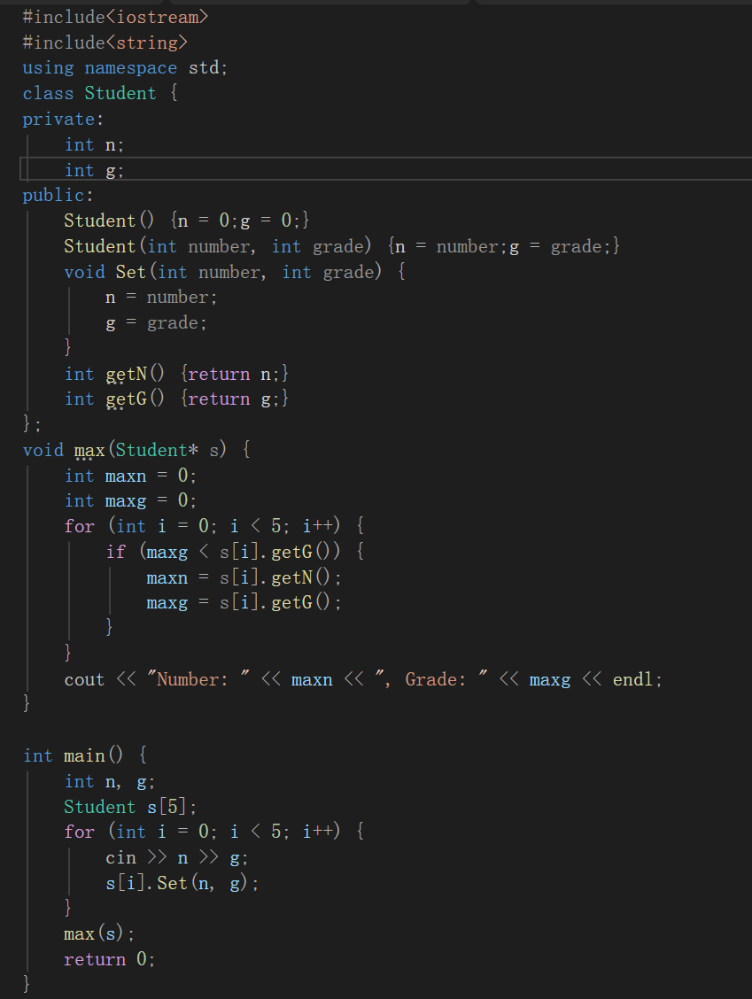 #include<iostream>
#include<string>
using namespace std;
class Student {
private:
    int n;
    int g;
public:
    Student() {n = 0;g = 0;}
    Student(int number, int grade) {n = number;g = grade;}
    void Set(int number, int grade) {
        n = number;
        g = grade;
    }
    int getN() {return n;}
    int getG() {return g;}
};
void max(Student* s) {
    int maxn = 0;
    int maxg = 0;
    for (int i = 0; i < 5; i++) {
        if (maxg < s[i].getG()) {
            maxn = s[i].getN();
            maxg = s[i].getG();
        }
    }
    cout << "Number: " << maxn << ", Grade: " << maxg << endl;
}

int main() {
    int n, g;
    Student s[5];
    for (int i = 0; i < 5; i++) {
        cin >> n >> g;
        s[i].Set(n, g);
    }
    max(s);
    return 0;
}